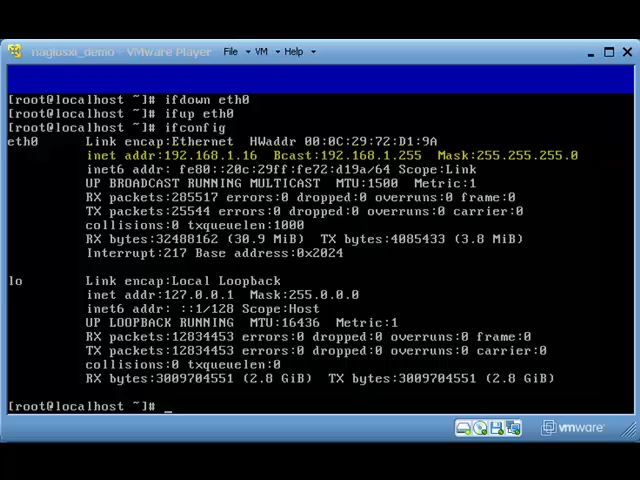 nagiosxi_demo - VMware Player File VM Help
[root@localhost ~]# ifdown eth0
[root@localhost ~]# ifup eth0
[root@localhost ~]# ifconfig
eth0 Link encap:Ethernet HWaddr 00:0C:29:72:D1:9A
inet addr:192.168.1.16 Bcast:192.168.1.255 Mask:255.255.255.0
inet6 addr: fe80::20c:29ff:fe72:d19a/64 Scope:Link
UP BROADCAST RUNNING MULTICAST MTU:1500 Metric:1
RX packets:285517 errors:0 dropped:0 overruns:0 frame:0
TX packets:25544 errors:0 dropped:0 overruns:0 carrier:0
collisions:0 txqueuelen:1000
RX bytes:32488162 (30.9 MiB) TX bytes:4085433 (3.8 MiB)
Interrupt:217 Base address:0x2024
lo Link encap:Local Loopback
inet addr:127.0.0.1 Mask:255.0.0.0
inet6 addr: ::1/128 Scope:Host
UP LOOPBACK RUNNING MTU:16436 Metric:1
RX packets:12834453 errors:0 dropped:0 overruns:0 frame:0
TX packets:12834453 errors:0 dropped:0 overruns:0 carrier:0
collisions:0 txqueuelen:0
RX bytes:3009704551 (2.8 GiB) TX bytes:3009704551 (2.8 GiB)
[root@localhost ~]# _
vmware